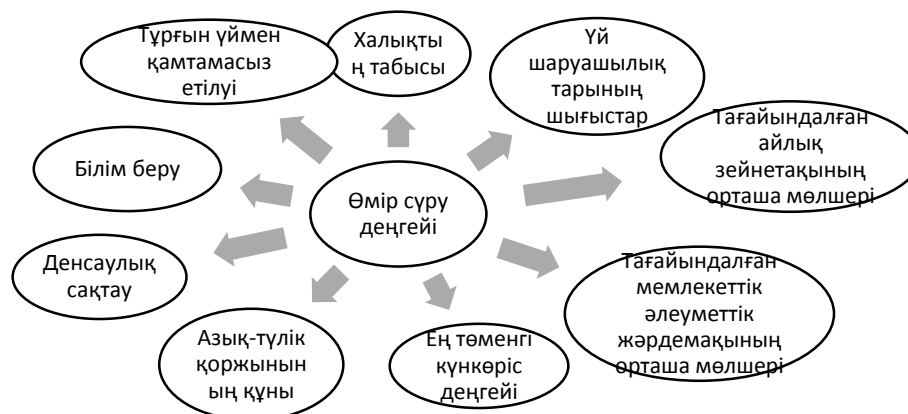 Тұрғын үймен
қамтамасыз
етілуі
Халықты
ң табысы
Үй
шаруашылық
тарының
шығыстар
Тағайындалған
айлық
зейнетақының
орташа мөлшері
Білім беру
Өмір сүру
деңгейі
Денсаулық
сақтау
Тағайындалған
мемлекеттік
әлеуметтік
жәрдемақының
орташа мөлшері
Азық-түлік
қоржынын
ың құны
Ең төменгі
күнкөріс
деңгейі